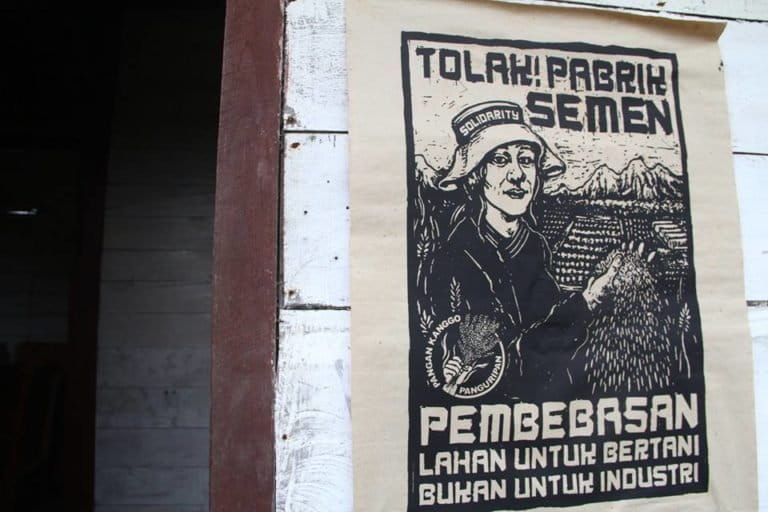 TOLAK! PABRIK
SEMEN
SOLIDARITY
PANGAN KANGGO
PANGURIPAN
PEMBEBASAN
LAHAN UNTUK BERTANI
BUKAN UNTUK INDUSTRI